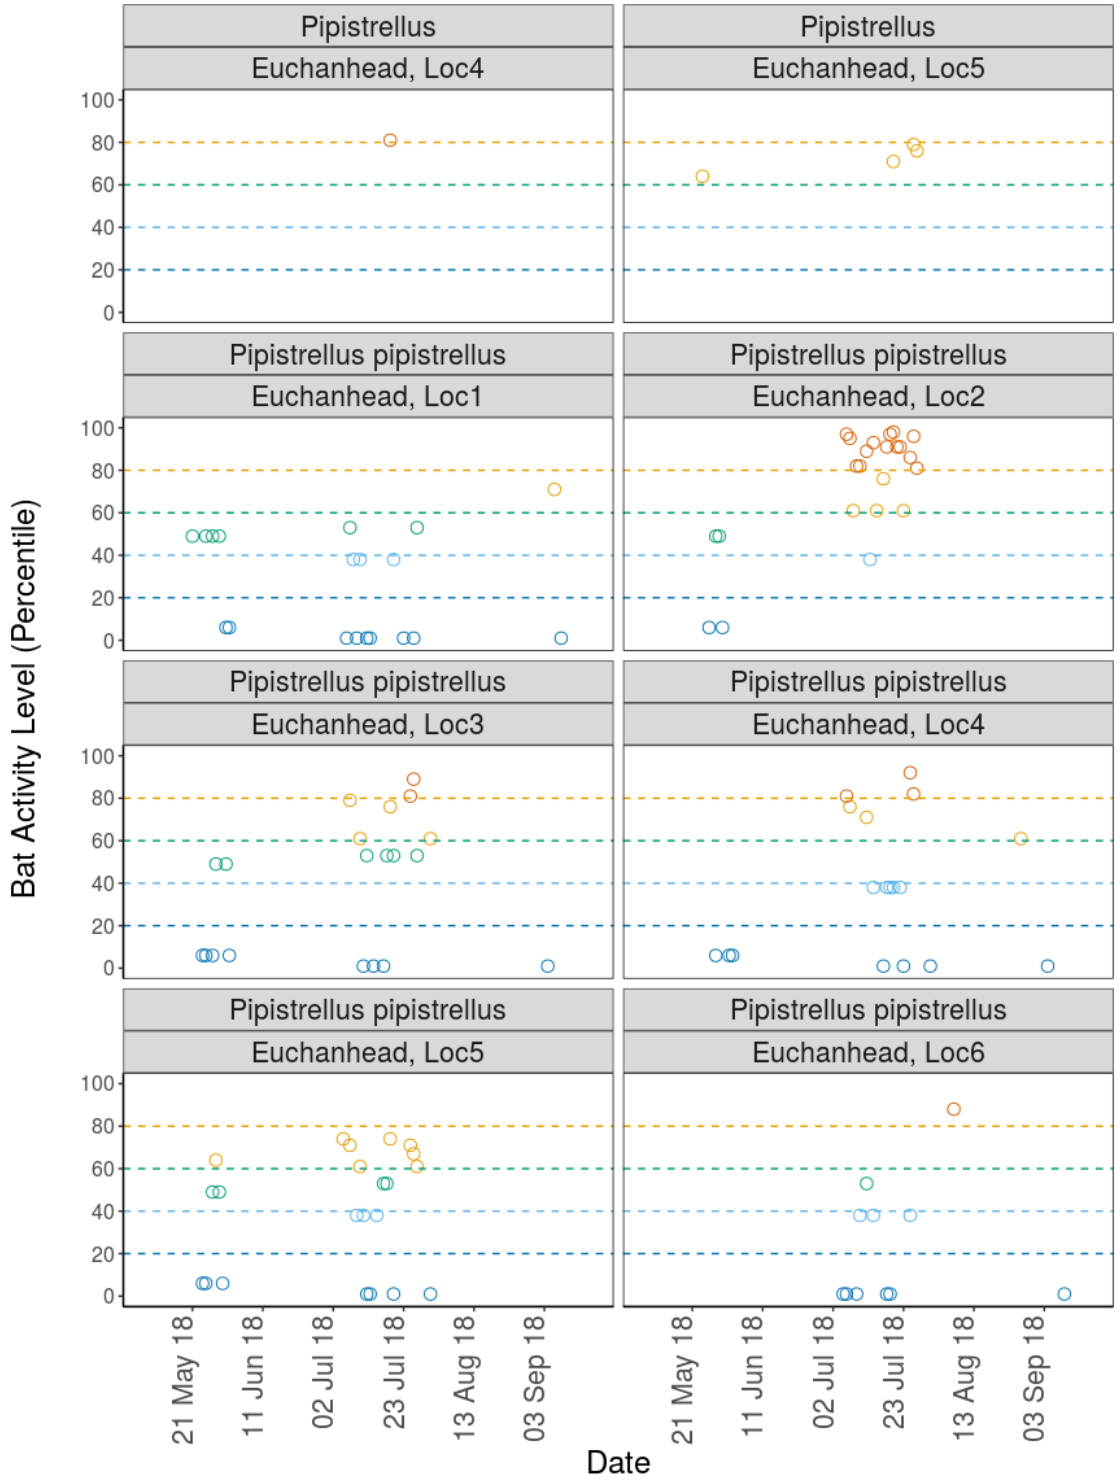 Pipistrellus Pipistrellus
Euchanhead, Loc4 Euchanhead, Loc5
100
80
60
40
20
0
Pipistrellus pipistrellus Pipistrellus pipistrellus
Euchanhead, Loc1 Euchanhead, Loc2
100
80
60
40
20
0
Pipistrellus pipistrellus Pipistrellus pipistrellus
Euchanhead, Loc3 Euchanhead, Loc4
100
80
60
40
20
0
Pipistrellus pipistrellus Pipistrellus pipistrellus
Euchanhead, Loc5 Euchanhead, Loc6
100
80
60
40
20
0
Bat Activity Level (Percentile)
21 May 18 11 Jun 18 02 Jul 18 23 Jul 18 13 Aug 18 03 Sep 18 21 May 18 11 Jun 18 02 Jul 18 23 Jul 18 13 Aug 18 03 Sep 18
Date